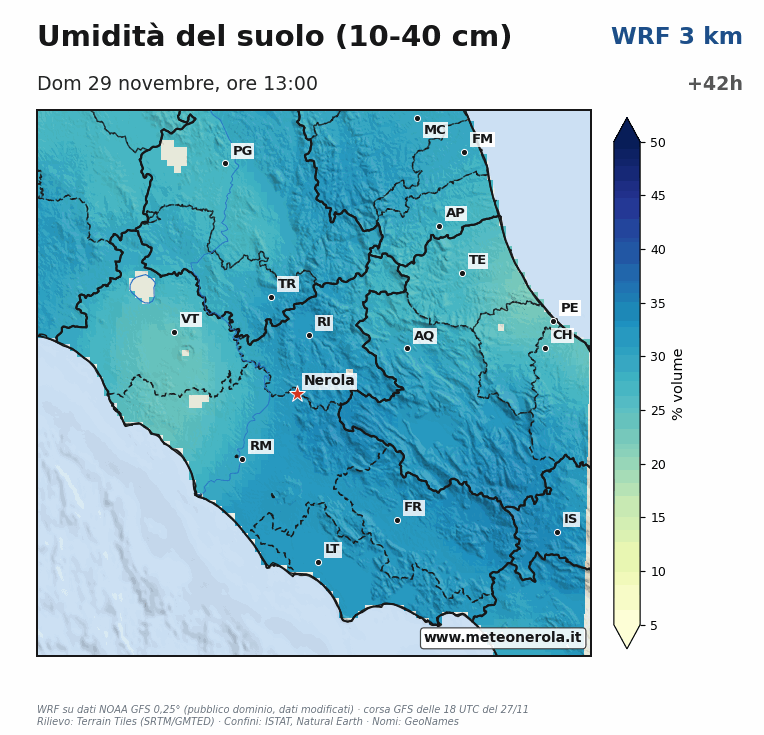 Umidità del suolo (10-40 cm)
WRF 3 km
Dom 29 novembre, ore 13:00
+42h
MC
FM
PG
AP
TE
TR
PE
VT
RI
AQ
CH
Nerola
RM
FR
IS
LT
www.meteonerola.it
50
45
40
35
30
25
20
15
10
5
% volume
WRF su dati NOAA GFS 0,25° (pubblico dominio, dati modificati) · corsa GFS delle 18 UTC del 27/11
Rilievo: Terrain Tiles (SRTM/GMTED) · Confini: ISTAT, Natural Earth · Nomi: GeoNames